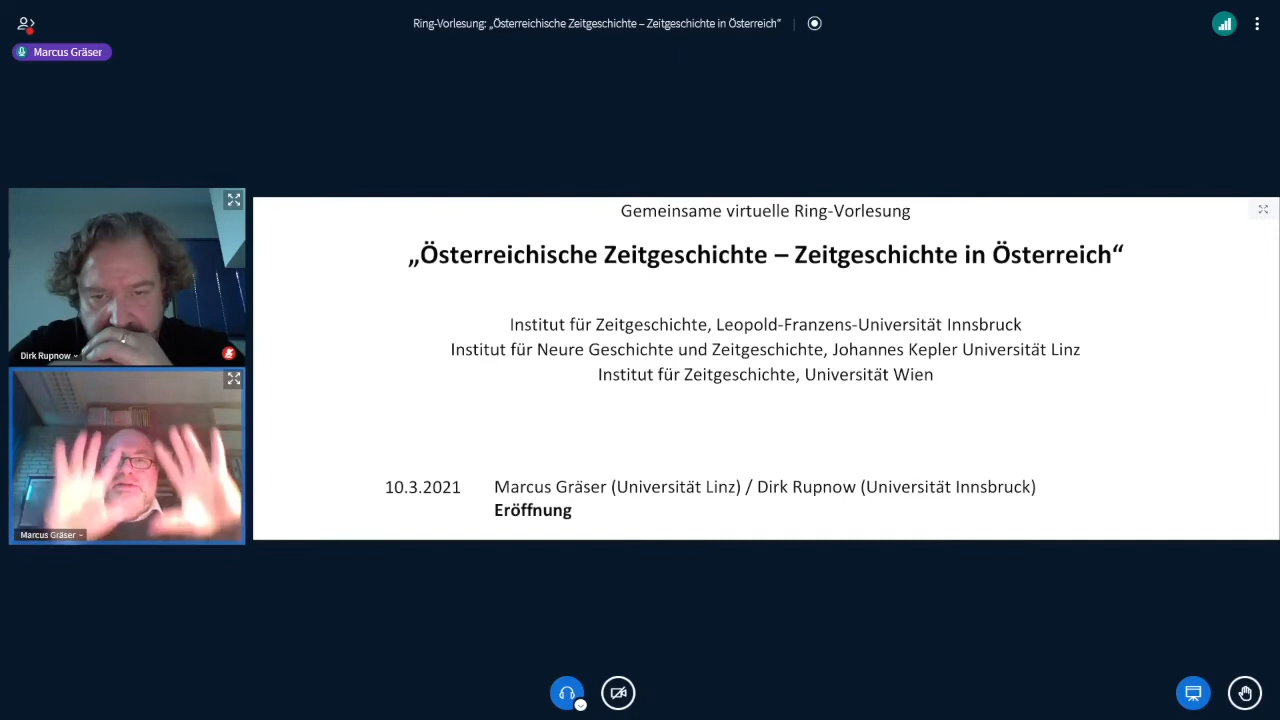 Ring-Vorlesung: „Österreichische Zeitgeschichte – Zeitgeschichte in Österreich”
Marcus Gräser
Dirk Rupnow
Marcus Gräser
Gemeinsame virtuelle Ring-Vorlesung
„Österreichische Zeitgeschichte – Zeitgeschichte in Österreich“
Institut für Zeitgeschichte, Leopold-Franzens-Universität Innsbruck
Institut für Neure Geschichte und Zeitgeschichte, Johannes Kepler Universität Linz
Institut für Zeitgeschichte, Universität Wien
10.3.2021 Marcus Gräser (Universität Linz) / Dirk Rupnow (Universität Innsbruck)
Eröffnung